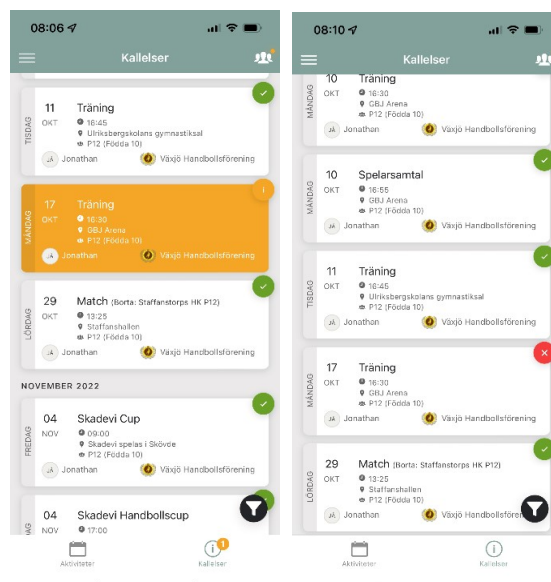 08:06
Kallelser
TISDAG
11
OKT
Träning
16:45
Ulriksbergskolans gymnastiksal
P12 (Födda 10)
JA
Jonathan
Växjö Handbollsförening
MÅNDAG
17
OKT
Träning
16:30
GBJ Arena
P12 (Födda 10)
JA
Jonathan
Växjö Handbollsförening
LÖRDAG
29
OKT
Match (Borta: Staffanstorps HK P12)
13:25
Staffanshallen
P12 (Födda 10)
JA
Jonathan
Växjö Handbollsförening
NOVEMBER 2022
FREDAG
04
NOV
Skadevi Cup
09:00
Skadevi spelas i Skövde
P12 (Födda 10)
JA
Jonathan
Växjö Handbollsförening
04
NOV
Skadevi Handbollscup
17:00
Aktiviteter
1
Kallelser
08:10
Kallelser
MÅNDAG
10
OKT
Träning
16:30
GBJ Arena
P12 (Födda 10)
JA
Jonathan
Växjö Handbollsförening
MÅNDAG
10
OKT
Spelarsamtal
16:55
GBJ Arena
P12 (Födda 10)
JA
Jonathan
Växjö Handbollsförening
TISDAG
11
OKT
Träning
16:45
Ulriksbergskolans gymnastiksal
P12 (Födda 10)
JA
Jonathan
Växjö Handbollsförening
MÅNDAG
17
OKT
Träning
16:30
GBJ Arena
P12 (Födda 10)
JA
Jonathan
Växjö Handbollsförening
LÖRDAG
29
OKT
Match (Borta: Staffanstorps HK P12)
13:25
Staffanshallen
P12 (Födda 10)
JA
Jonathan
Växjö Handbollsfören
Aktiviteter
Kallelser